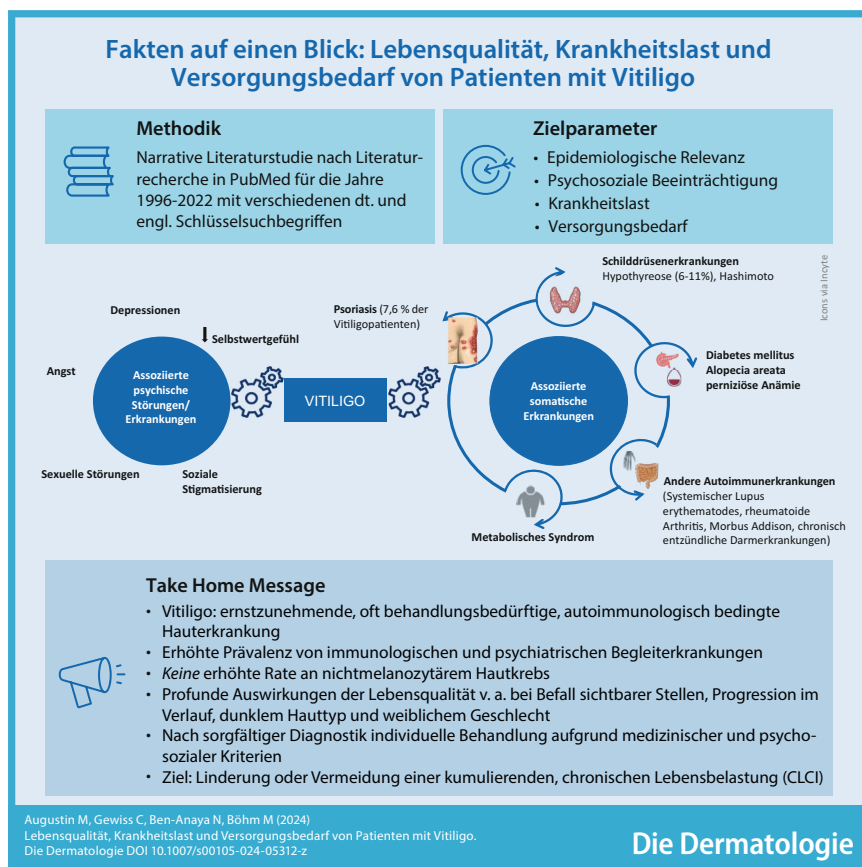 Fakten auf einen Blick: Lebensqualität, Krankheitslast und
Versorgungsbedarf von Patienten mit Vitiligo
Methodik
Narrative Literaturstudie nach Literatur-
recherche in PubMed für die Jahre
1996-2022 mit verschiedenen dt. und
engl. Schlüsselsuchbegriffen
Zielparameter
• Epidemiologische Relevanz
• Psychosoziale Beeinträchtigung
• Krankheitslast
• Versorgungsbedarf
Depressionen
Selbstwertgefühl
Angst
Assoziierte
psychische
Störungen/
Erkrankungen
Sexuelle Störungen
Soziale
Stigmatisierung
VITILIGO
Psoriasis (7,6 % der
Vitiligopatienten)
Schilddrüsenerkrankungen
Hypothyreose (6-11%), Hashimoto
Icons via Incyte
Assoziierte
somatische
Erkrankungen
Diabetes mellitus
Alopecia areata
perniziöse Anämie
Andere Autoimmunerkrankungen
(Systemischer Lupus
erythematodes, rheumatoide
Arthritis, Morbus Addison, chronisch
entzündliche Darmerkrankungen)
Metabolisches Syndrom
Take Home Message
• Vitiligo: ernstzunehmende, oft behandlungsbedürftige, autoimmunologisch bedingte
Hauterkrankung
• Erhöhte Prävalenz von immunologischen und psychiatrischen Begleiterkrankungen
• Keine erhöhte Rate an nichtmelanozytärem Hautkrebs
• Profunde Auswirkungen der Lebensqualität v. a. bei Befall sichtbarer Stellen, Progression im
Verlauf, dunklem Hauttyp und weiblichem Geschlecht
• Nach sorgfältiger Diagnostik individuelle Behandlung aufgrund medizinischer und psycho-
sozialer Kriterien
• Ziel: Linderung oder Vermeidung einer kumulierenden, chronischen Lebensbelastung (CLCI)
Augustin M, Gewiss C, Ben-Anaya N, Böhm M (2024)
Lebensqualität, Krankheitslast und Versorgungsbedarf von Patienten mit Vitiligo.
Die Dermatologie DOI 10.1007/s00105-024-05312-z
Die Dermatologie